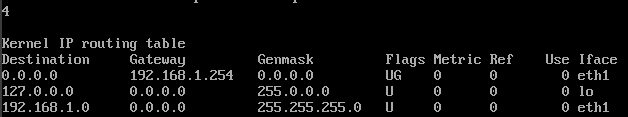 4
Kernel IP routing table
Destination Gateway Genmask Flags Metric Ref Use Iface
0.0.0.0 192.168.1.254 0.0.0.0 UG 0 0 0 eth1
127.0.0.0 0.0.0.0 255.0.0.0 U 0 0 0 lo
192.168.1.0 0.0.0.0 255.255.255.0 U 0 0 0 eth1